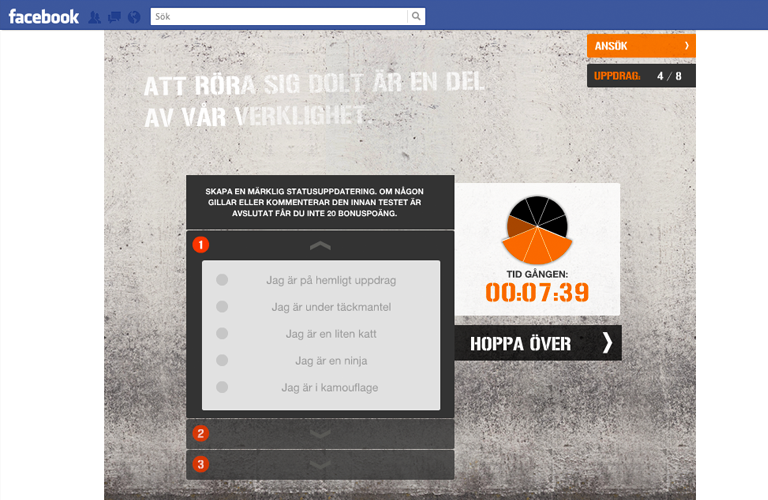 facebook
Sök
ANSÖK
UPPDRAG: 4 / 8
ATT RÖRA SIG DOLT ÄR EN DEL
AV VÅR VERKLIGHET.
SKAPA EN MÄRKLIG STATUSUPPDATERING. OM NÅGON
GILLAR ELLER KOMMENTERAR DEN INNAN TESTET ÄR
AVSLUTAT FÅR DU INTE 20 BONUSPOÄNG.
1
Jag är på hemligt uppdrag
Jag är under täckmantel
Jag är en liten katt
Jag är en ninja
Jag är i kamouflage
2
3
TID GÅNGEN:
00:07:39
HOPPA ÖVER